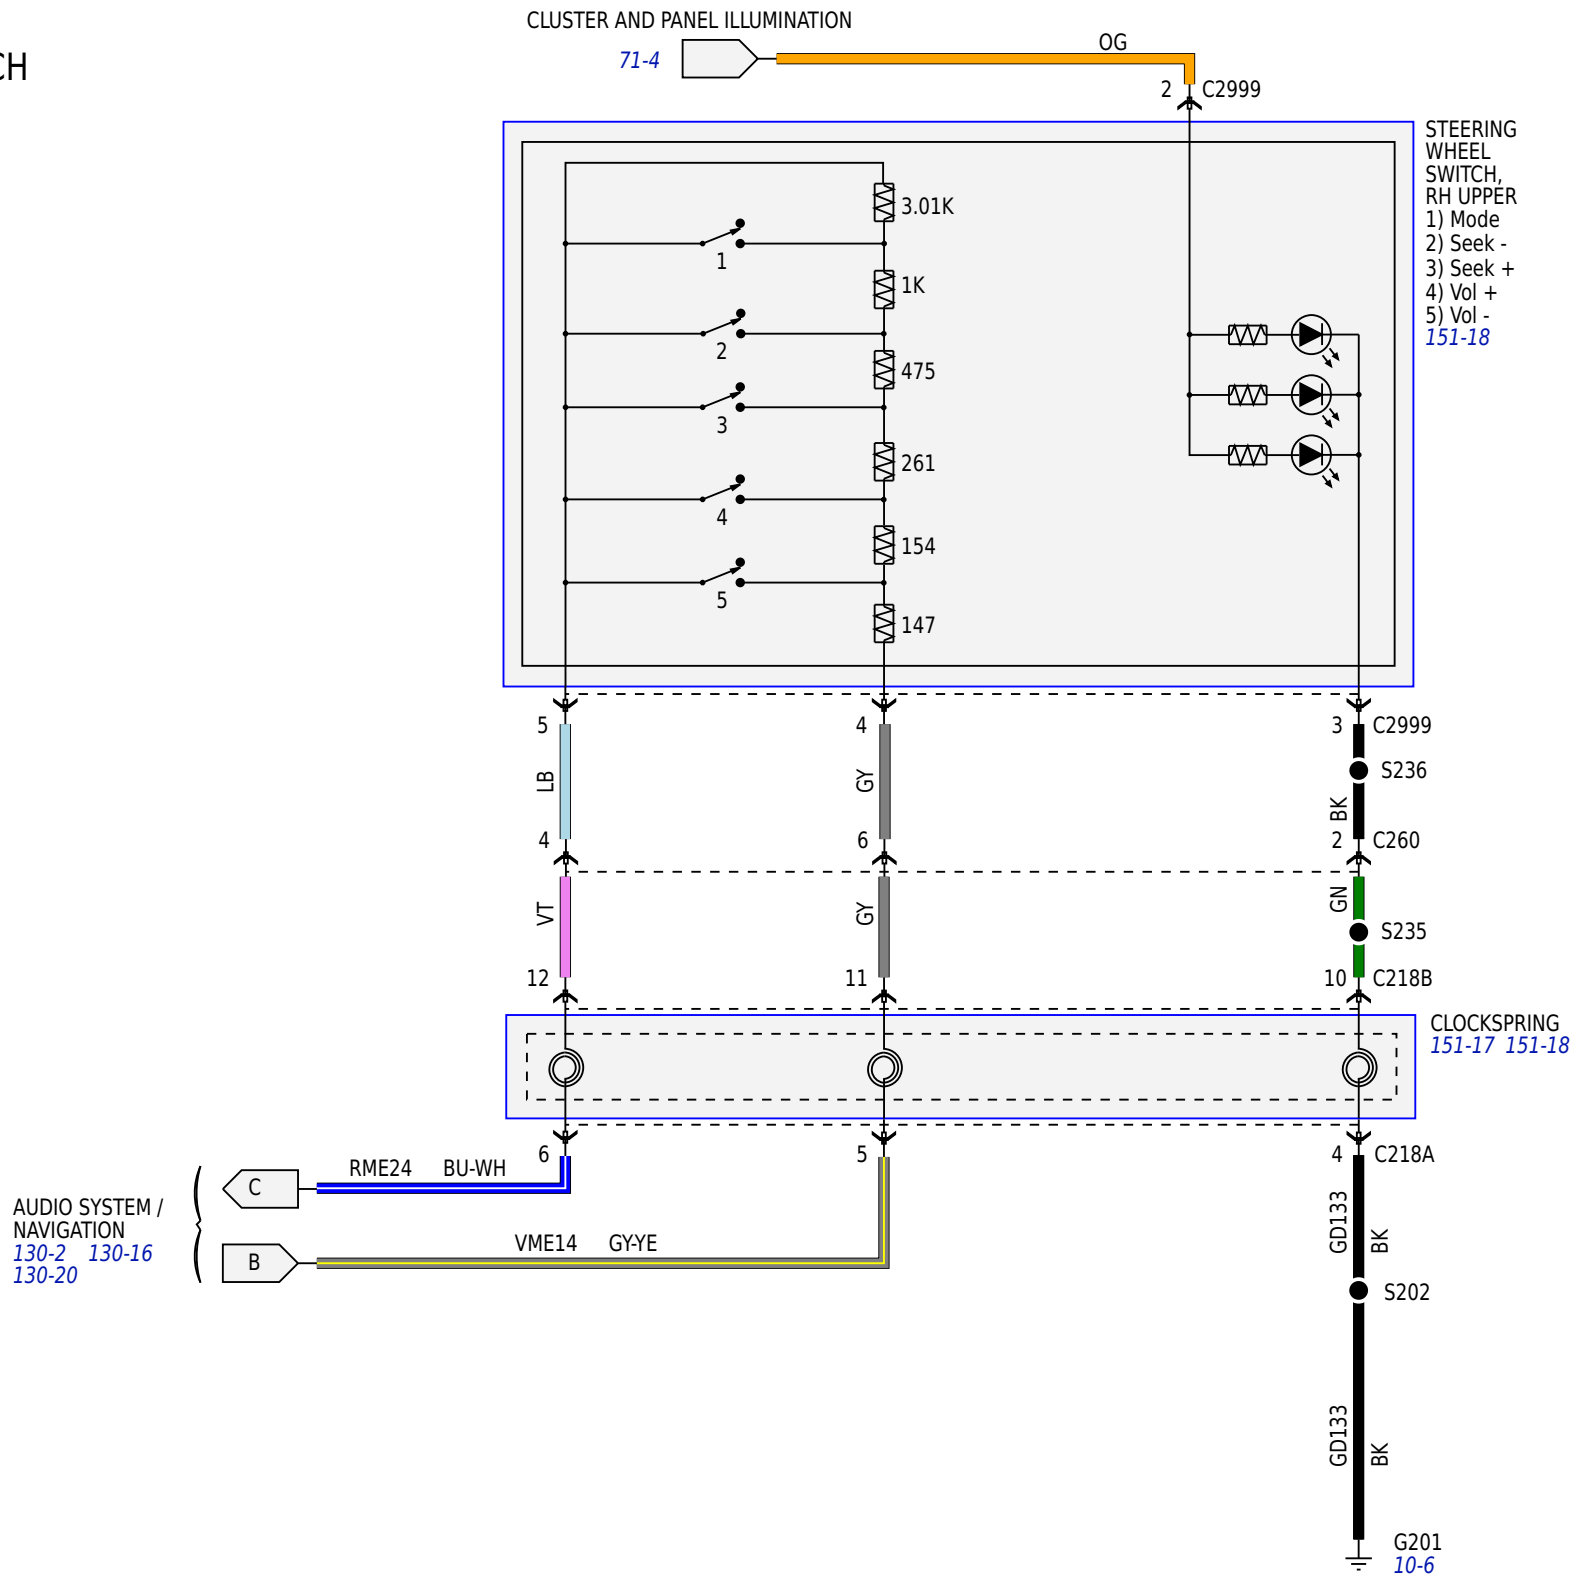 CLUSTER AND PANEL ILLUMINATION
71-4
OG
CH
2 C2999
STEERING
WHEEL
SWITCH,
RH UPPER
1) Mode
2) Seek -
3) Seek +
4) Vol +
5) Vol -
151-18
3.01K
1
1K
2
475
3
261
4
154
5
147
5 4 3 C2999
LB GY S236
BK
4 6 2 C260
VT GY GN
S235
12 11 10 C218B
CLOCKSPRING
151-17 151-18
6 5 4 C218A
C RME24 BU-WH
AUDIO SYSTEM /
NAVIGATION
130-2 130-16
130-20
B VME14 GY-YE
GD133 BK
S202
GD133 BK
G201
10-6